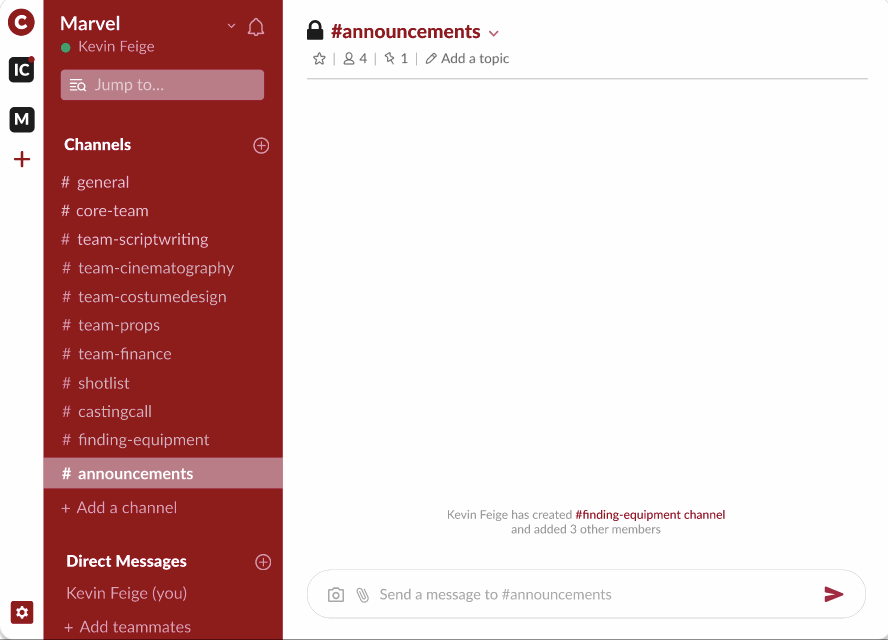 C
IC
M
Marvel
Kevin Feige
Jump to...
Channels
# general
# core-team
# team-scriptwriting
# team-cinematography
# team-costumedesign
# team-props
# team-finance
# shotlist
# castingcall
# finding-equipment
# announcements
+ Add a channel
Direct Messages
Kevin Feige (you)
+ Add teammates
#announcements
4 | 1 | Add a topic
Kevin Feige has created #finding-equipment channel
and added 3 other members
Send a message to #announcements